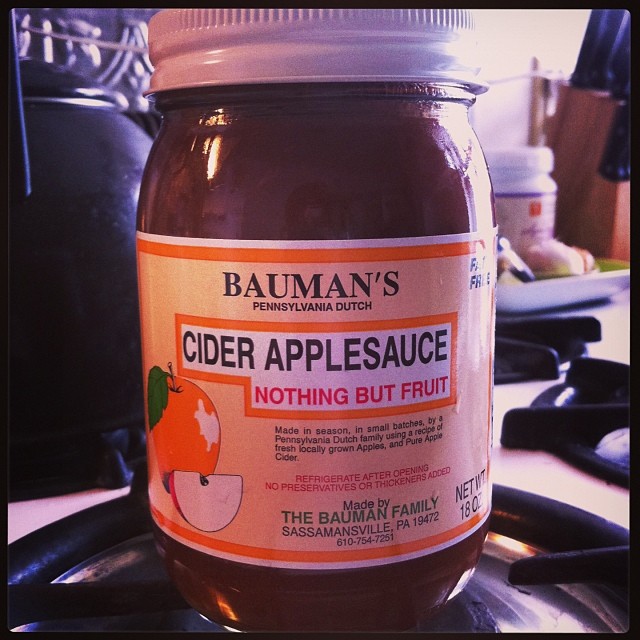 FAT
FREE
BAUMAN'S
PENNSYLVANIA DUTCH
CIDER APPLESAUCE
NOTHING BUT FRUIT
Made in season, in small batches, by a
Pennsylvania Dutch family using a recipe of
fresh locally grown Apples, and Pure Apple
Cider.
REFRIGERATE AFTER OPENING
NO PRESERVATIVES OR THICKENERS ADDED
Made by
THE BAUMAN FAMILY
SASSAMANSVILLE, PA 19472
610-754-7251
NET WT.
18 OZ